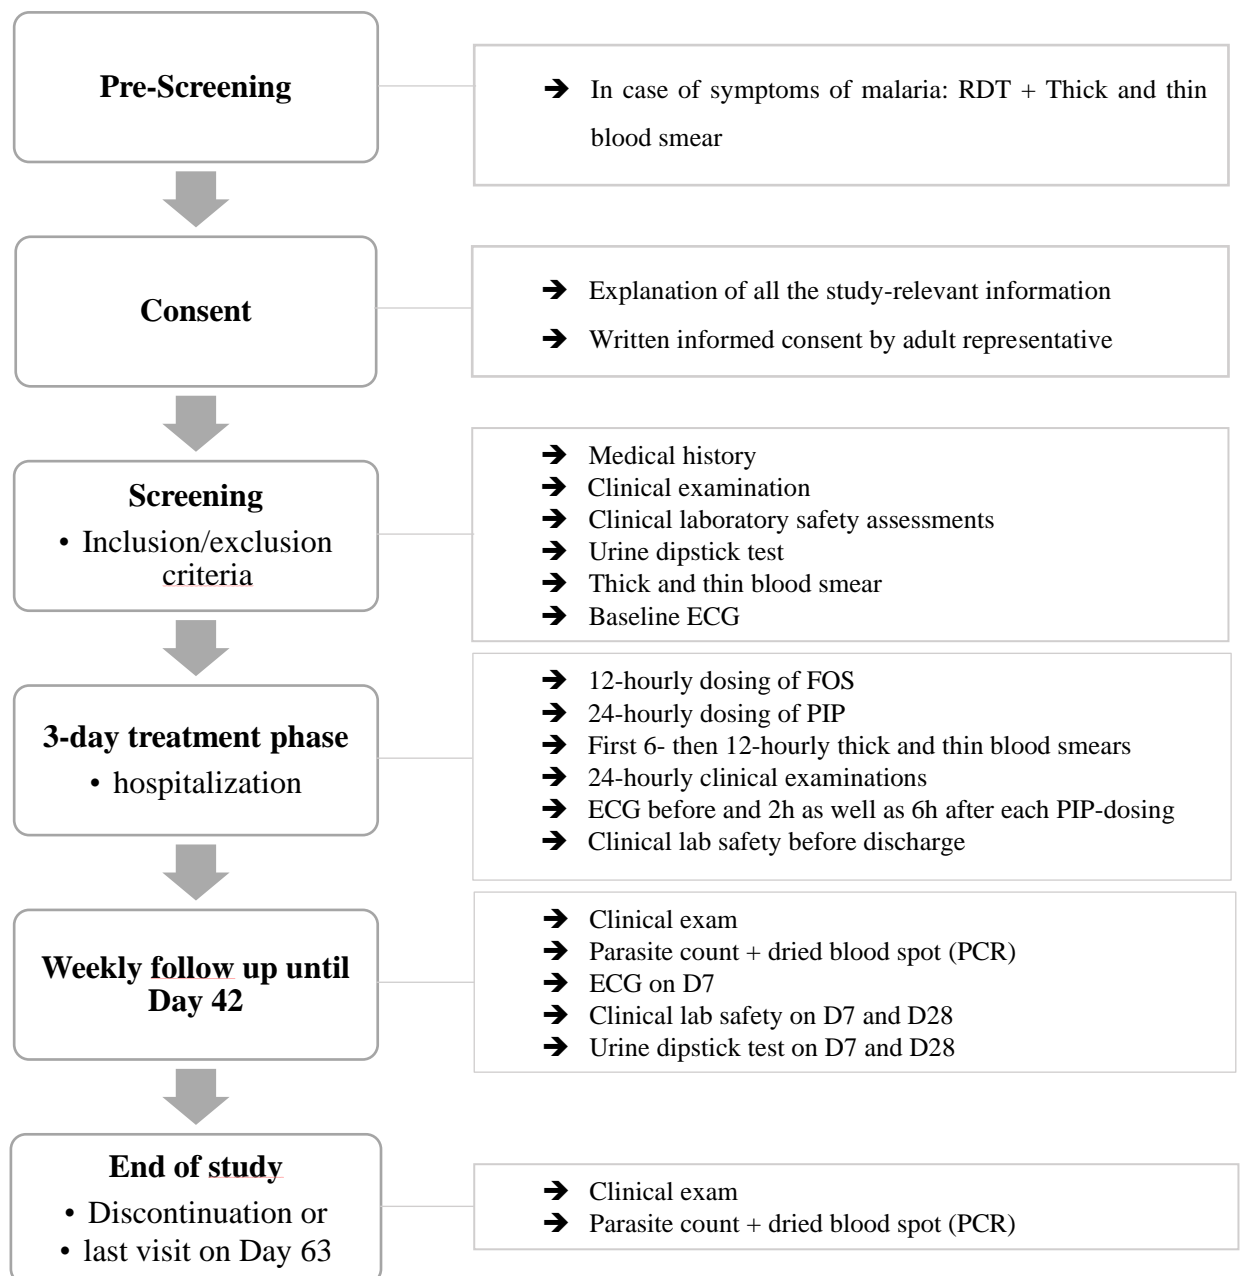 Pre-Screening
➔ In case of symptoms of malaria: RDT + Thick and thin
blood smear
Consent
➔ Explanation of all the study-relevant information
➔ Written informed consent by adult representative
Screening
• Inclusion/exclusion
criteria
➔ Medical history
➔ Clinical examination
➔ Clinical laboratory safety assessments
➔ Urine dipstick test
➔ Thick and thin blood smear
➔ Baseline ECG
3-day treatment phase
• hospitalization
➔ 12-hourly dosing of FOS
➔ 24-hourly dosing of PIP
➔ First 6- then 12-hourly thick and thin blood smears
➔ 24-hourly clinical examinations
➔ ECG before and 2h as well as 6h after each PIP-dosing
➔ Clinical lab safety before discharge
Weekly follow up until
Day 42
➔ Clinical exam
➔ Parasite count + dried blood spot (PCR)
➔ ECG on D7
➔ Clinical lab safety on D7 and D28
➔ Urine dipstick test on D7 and D28
End of study
• Discontinuation or
• last visit on Day 63
➔ Clinical exam
➔ Parasite count + dried blood spot (PCR)